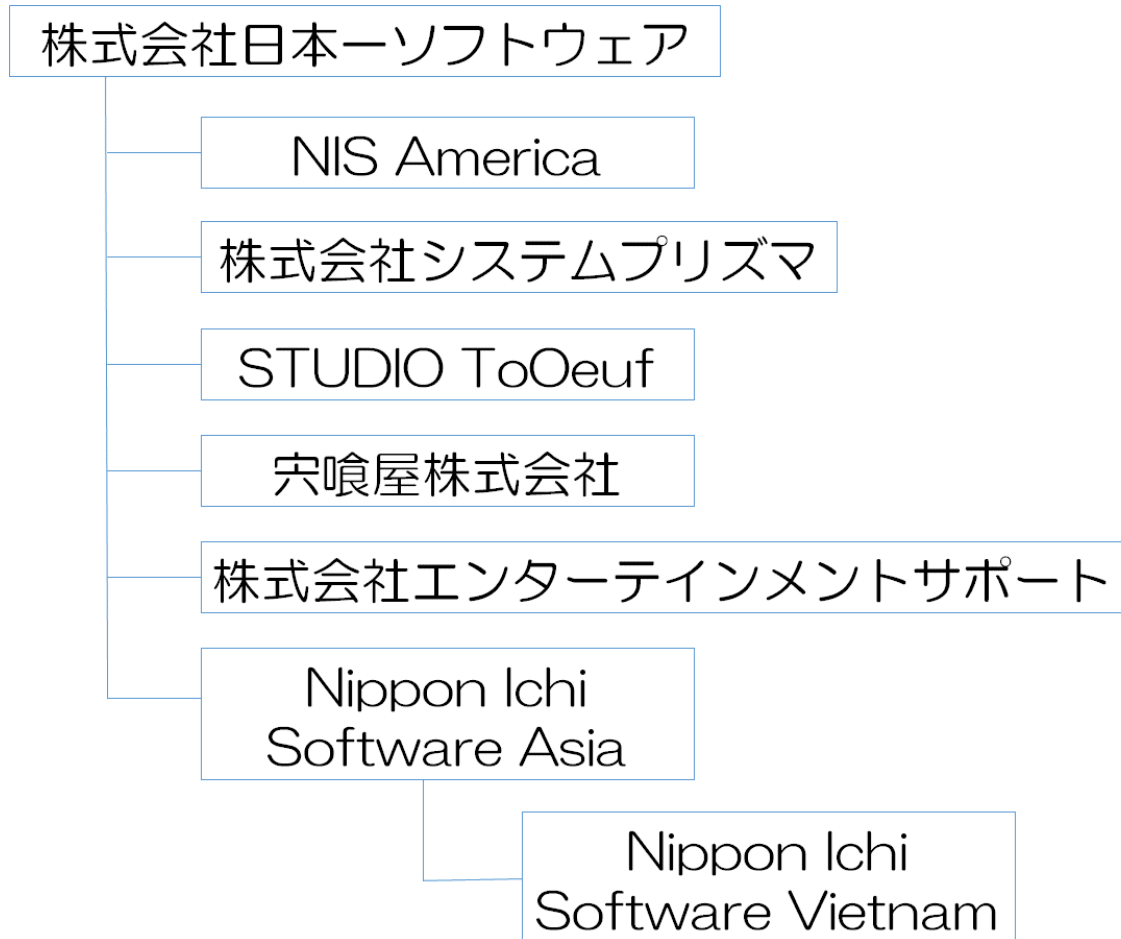 株式会社日本一ソフトウェア
NIS America
株式会社システムプリズマ
STUDIO ToOeuf
宍喰屋株式会社
株式会社エンターテインメントサポート
Nippon Ichi
Software Asia
Nippon Ichi
Software Vietnam